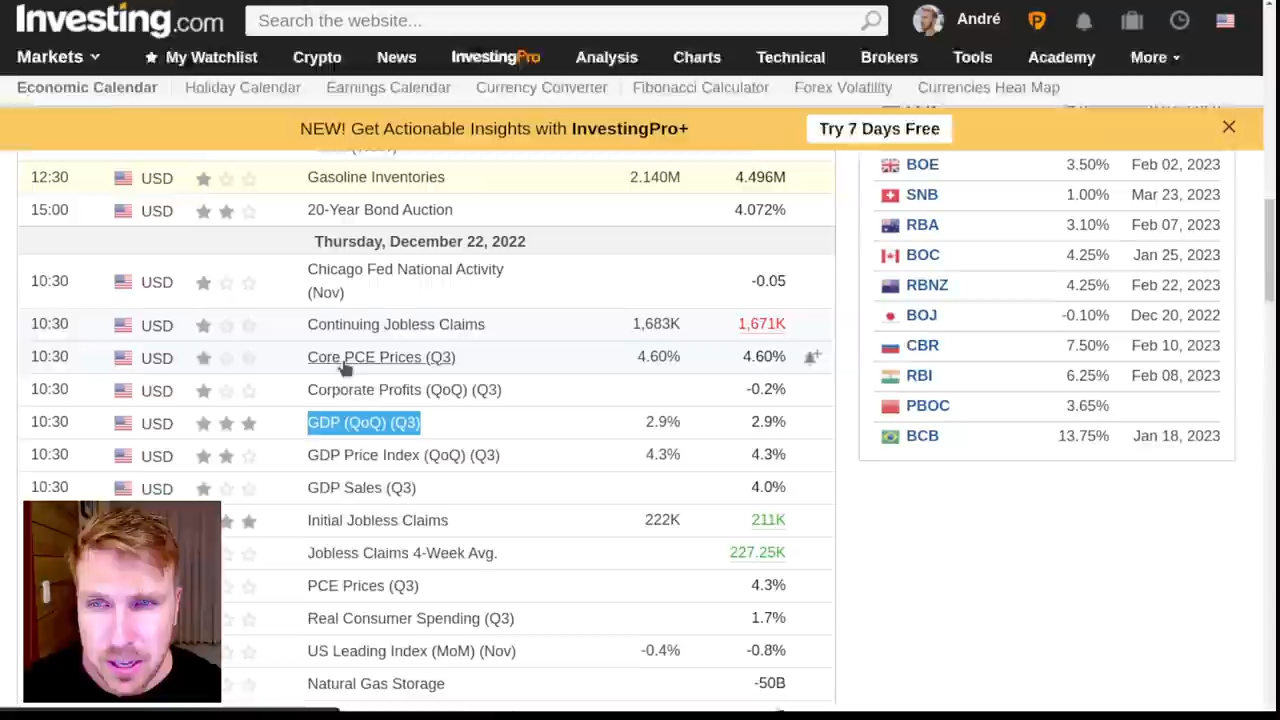 Investing.com
Search the website...
André
Markets
My Watchlist
Crypto
News
InvestingPro
Analysis
Charts
Technical
Brokers
Tools
Academy
More
Economic Calendar
Holiday Calendar
Earnings Calendar
Currency Converter
Fibonacci Calculator
Forex Volatility
Currencies Heat Map
NEW! Get Actionable Insights with InvestingPro+
Try 7 Days Free
12:30 USD Gasoline Inventories 2.140M 4.496M
15:00 USD 20-Year Bond Auction 4.072%
Thursday, December 22, 2022
10:30 USD Chicago Fed National Activity
(Nov) -0.05
10:30 USD Continuing Jobless Claims 1,683K 1,671K
10:30 USD Core PCE Prices (Q3) 4.60% 4.60%
10:30 USD Corporate Profits (QoQ) (Q3) -0.2%
10:30 USD GDP (QoQ) (Q3) 2.9% 2.9%
10:30 USD GDP Price Index (QoQ) (Q3) 4.3% 4.3%
10:30 USD GDP Sales (Q3) 4.0%
Initial Jobless Claims 222K 211K
Jobless Claims 4-Week Avg. 227.25K
PCE Prices (Q3) 4.3%
Real Consumer Spending (Q3) 1.7%
US Leading Index (MoM) (Nov) -0.4% -0.8%
Natural Gas Storage -50B
BOE 3.50% Feb 02, 2023
SNB 1.00% Mar 23, 2023
RBA 3.10% Feb 07, 2023
BOC 4.25% Jan 25, 2023
RBNZ 4.25% Feb 22, 2023
BOJ -0.10% Dec 20, 2022
CBR 7.50% Feb 10, 2023
RBI 6.25% Feb 08, 2023
PBOC 3.65%
BCB 13.75% Jan 18, 2023